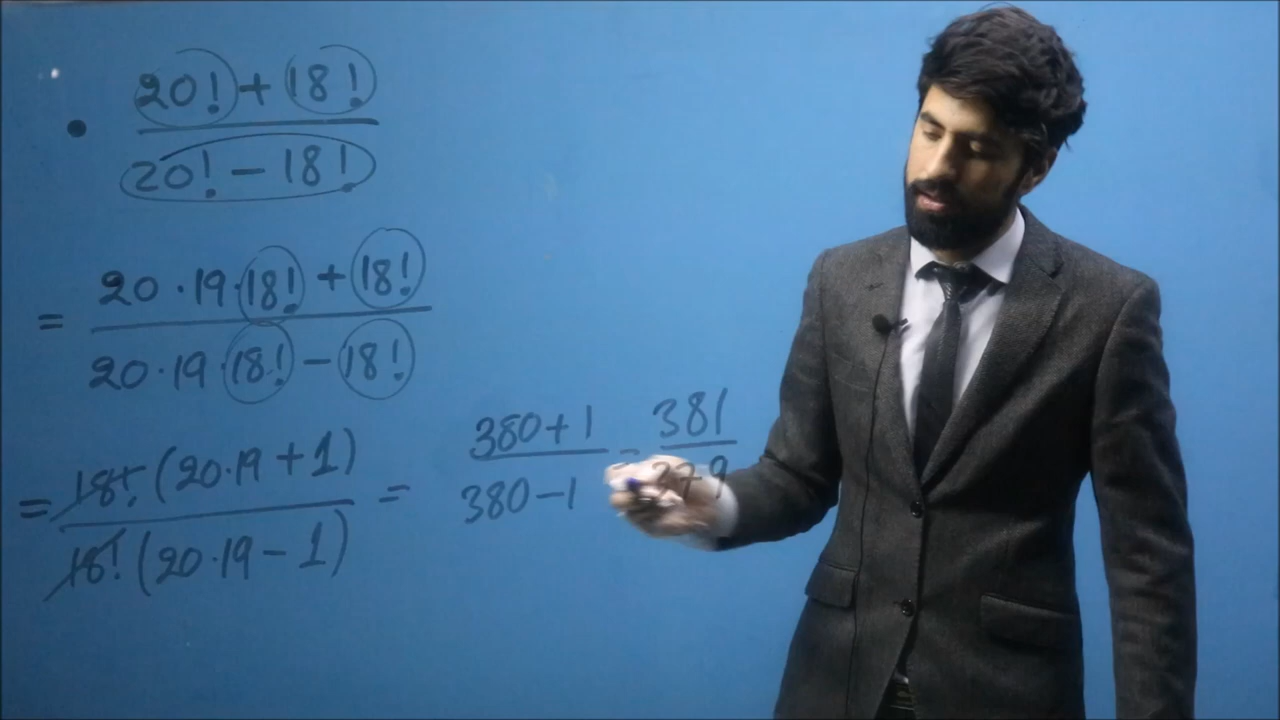 • 20! + 18!
20! − 18!
= 20 · 19 · 18! + 18!
20 · 19 · 18! − 18!
= 18! (20·19 + 1)
18! (20·19 − 1)
= 380+1
380−1
= 381
379